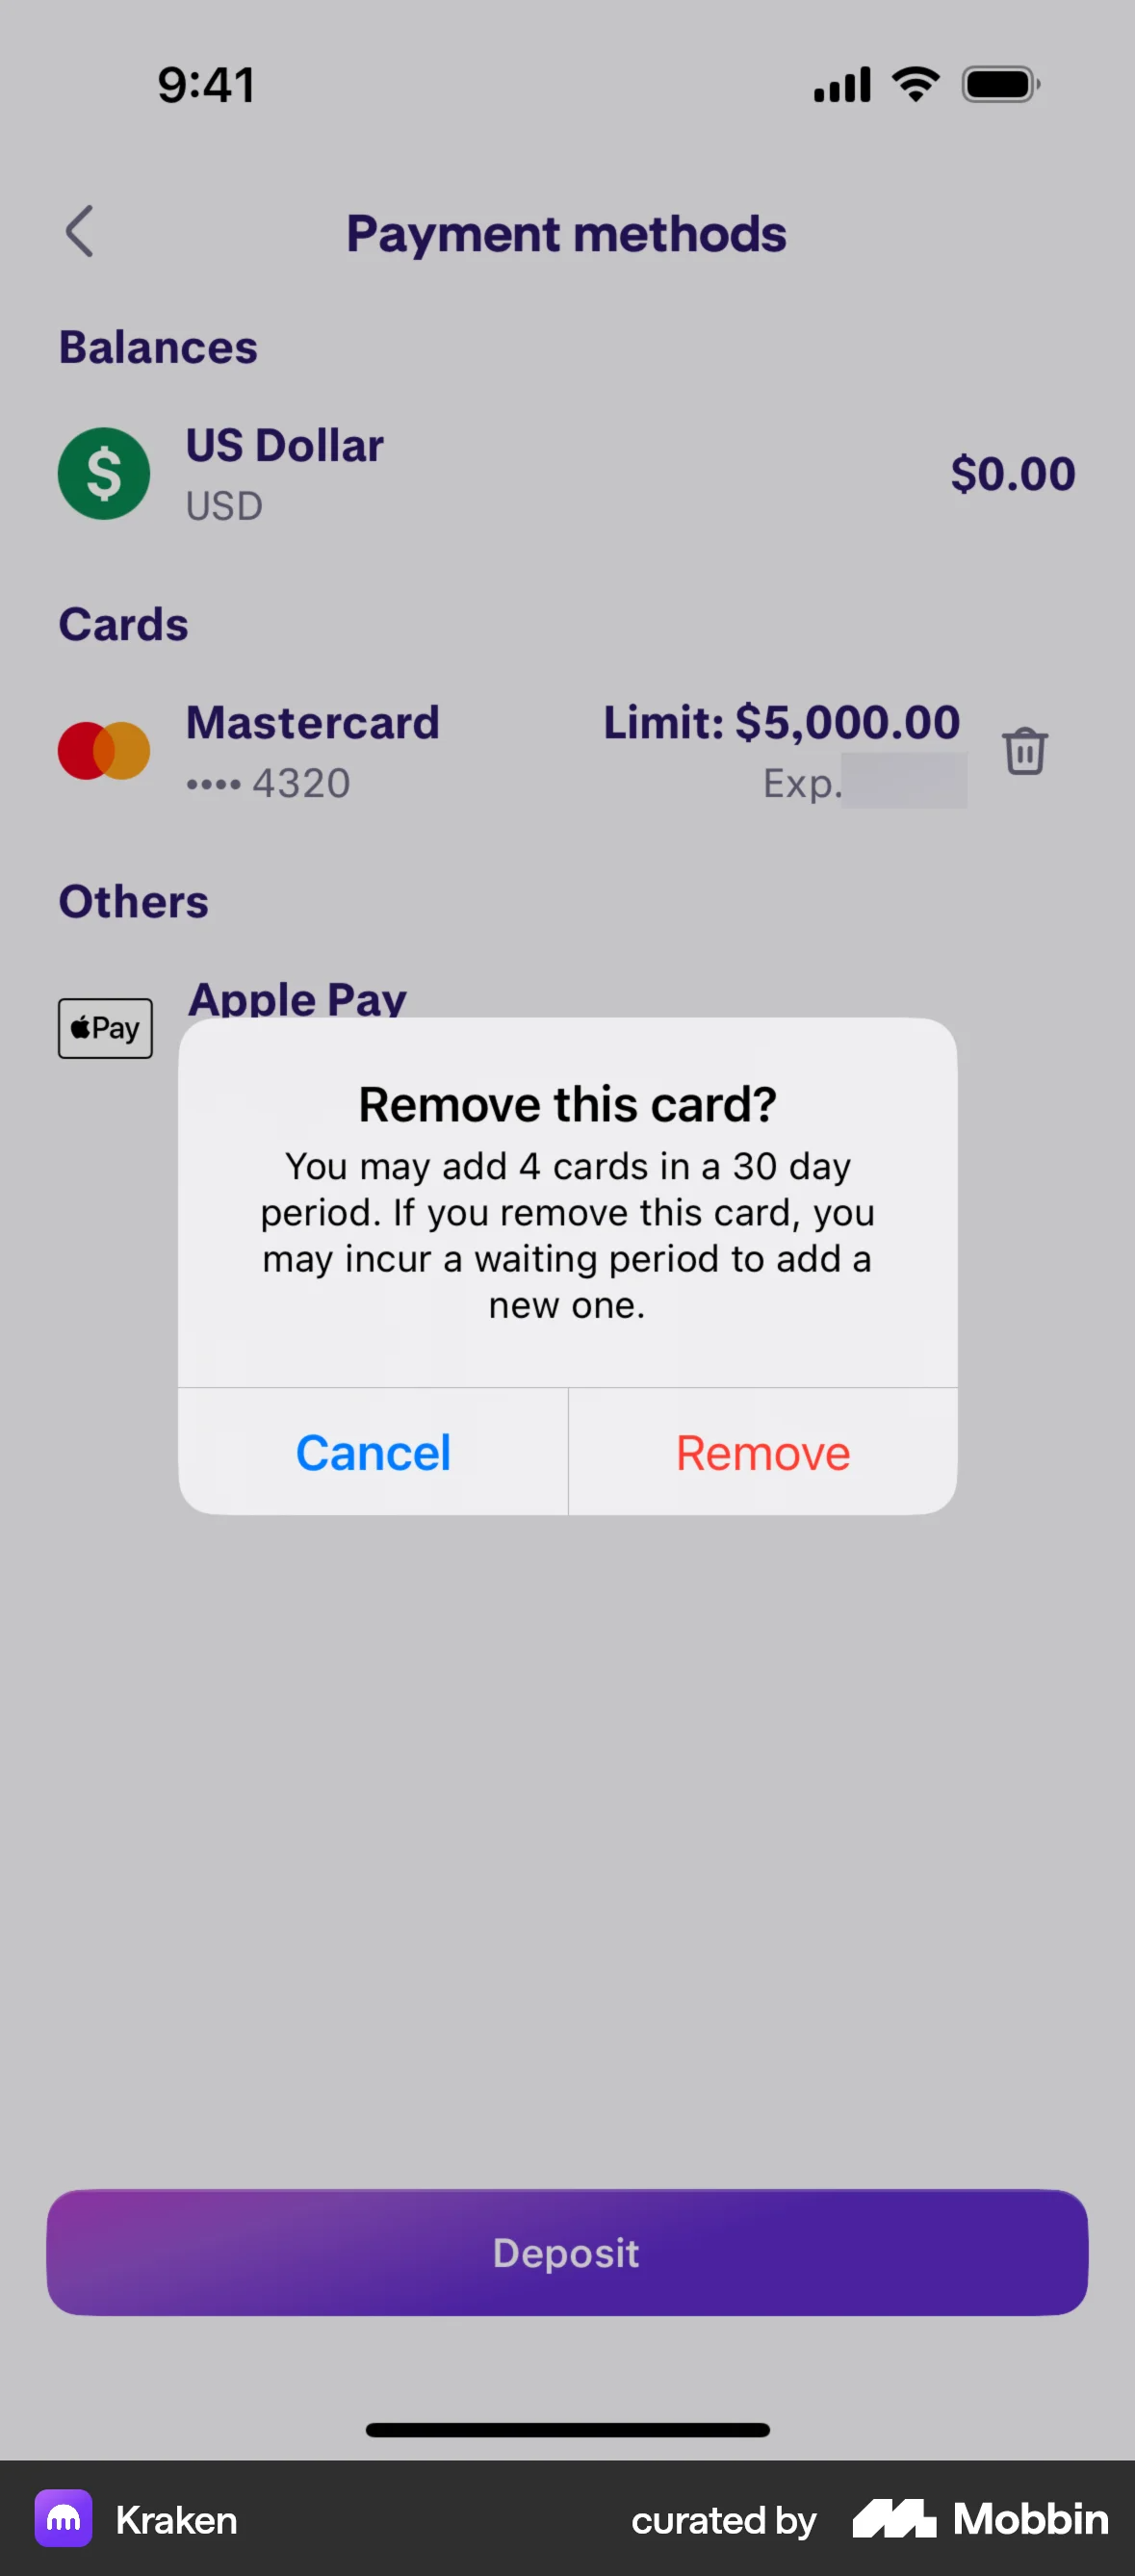 9:41
Payment methods
Balances
US Dollar
USD
$0.00
Cards
Mastercard
Limit: $5,000.00
•••• 4320
Exp.
Others
Apple Pay
Pay
Remove this card?
You may add 4 cards in a 30 day
period. If you remove this card, you
may incur a waiting period to add a
new one.
Cancel
Remove
Deposit
Kraken
curated by
Mobbin